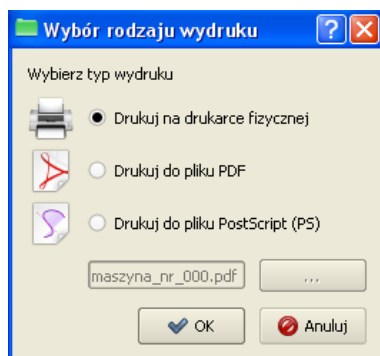 Wybór rodzaju wydruku
Wybierz typ wydruku
Drukuj na drukarce fizycznej
Drukuj do pliku PDF
Drukuj do pliku PostScript (PS)
maszyna_nr_000.pdf ...
OK Anuluj